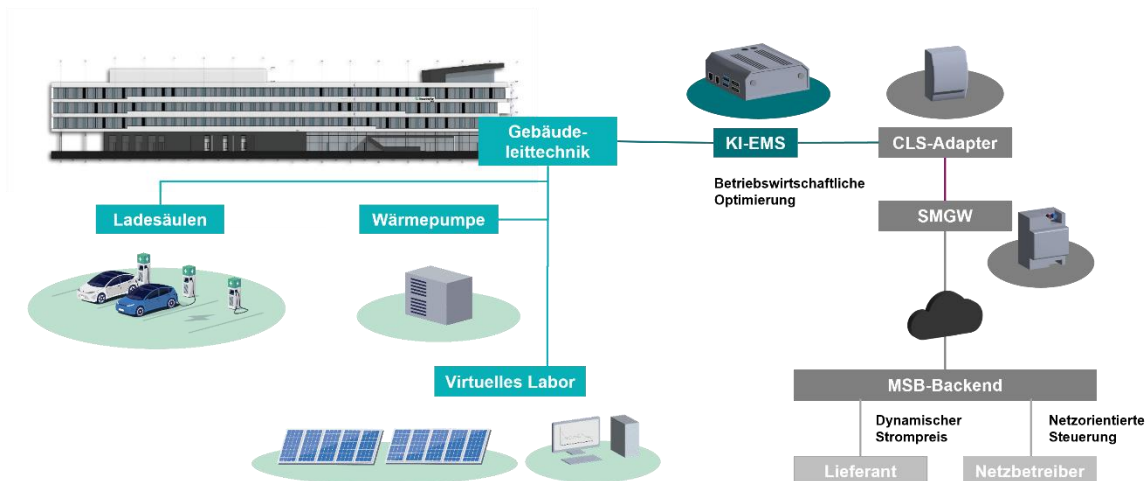 Gebäude-
leittechnik
KI-EMS
CLS-Adapter
Betriebswirtschaftliche
Optimierung
Ladesäulen
Wärmepumpe
SMGW
Virtuelles Labor
MSB-Backend
Dynamischer
Strompreis
Netzorientierte
Steuerung
Lieferant
Netzbetreiber